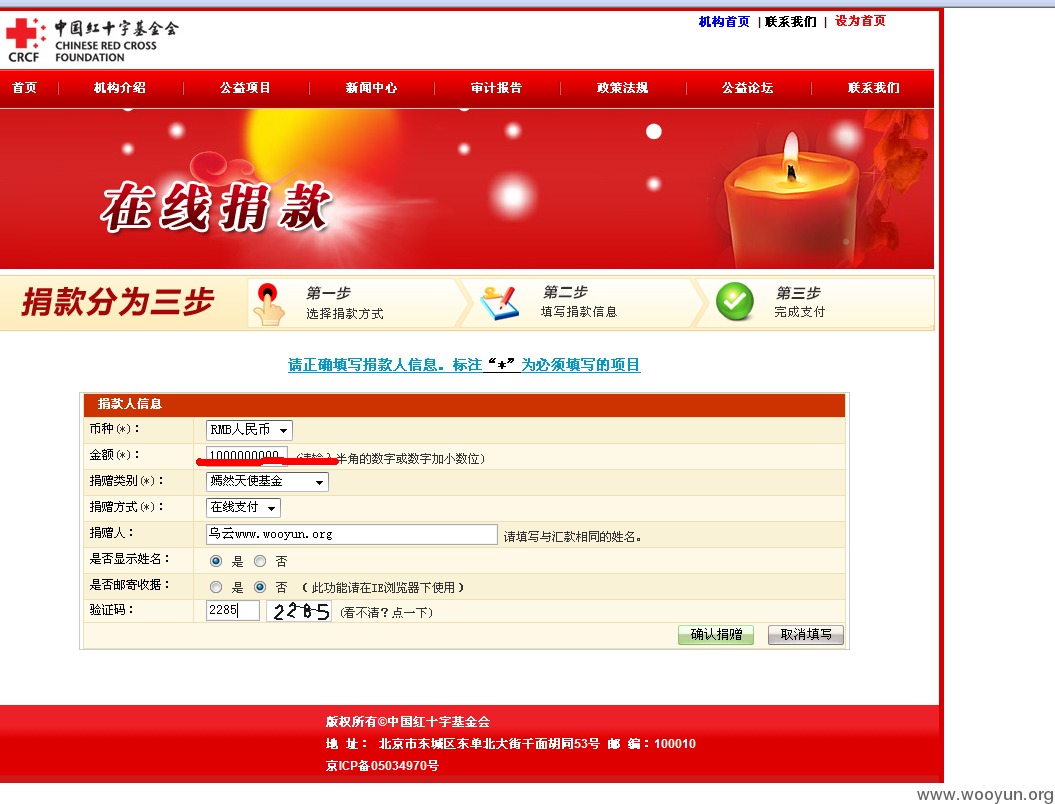 机构首页 | 联系我们 | 设为首页
中国红十字基金会
CHINESE RED CROSS
FOUNDATION
CRCF
首页 机构介绍 公益项目 新闻中心 审计报告 政策法规 公益论坛 联系我们
在线捐款
捐款分为三步
第一步
选择捐款方式
第二步
填写捐款信息
第三步
完成支付
请正确填写捐款人信息。标注“*”为必须填写的项目
捐款人信息
币种(*)： RMB人民币
金额(*)： 1000000000 (请输入半角的数字或数字加小数位)
捐赠类别(*)： 嫣然天使基金
捐赠方式(*)： 在线支付
捐赠人： 乌云www.wooyun.org 请填写与汇款相同的姓名。
是否显示姓名： 是 否
是否邮寄收据： 是 否 （此功能请在IE浏览器下使用）
验证码： 2285 2285 (看不清？点一下)
确认捐赠 取消填写
版权所有©中国红十字基金会
地 址： 北京市东城区东单北大街干面胡同53号 邮 编：100010
京ICP备05034970号
www.wooyun.org